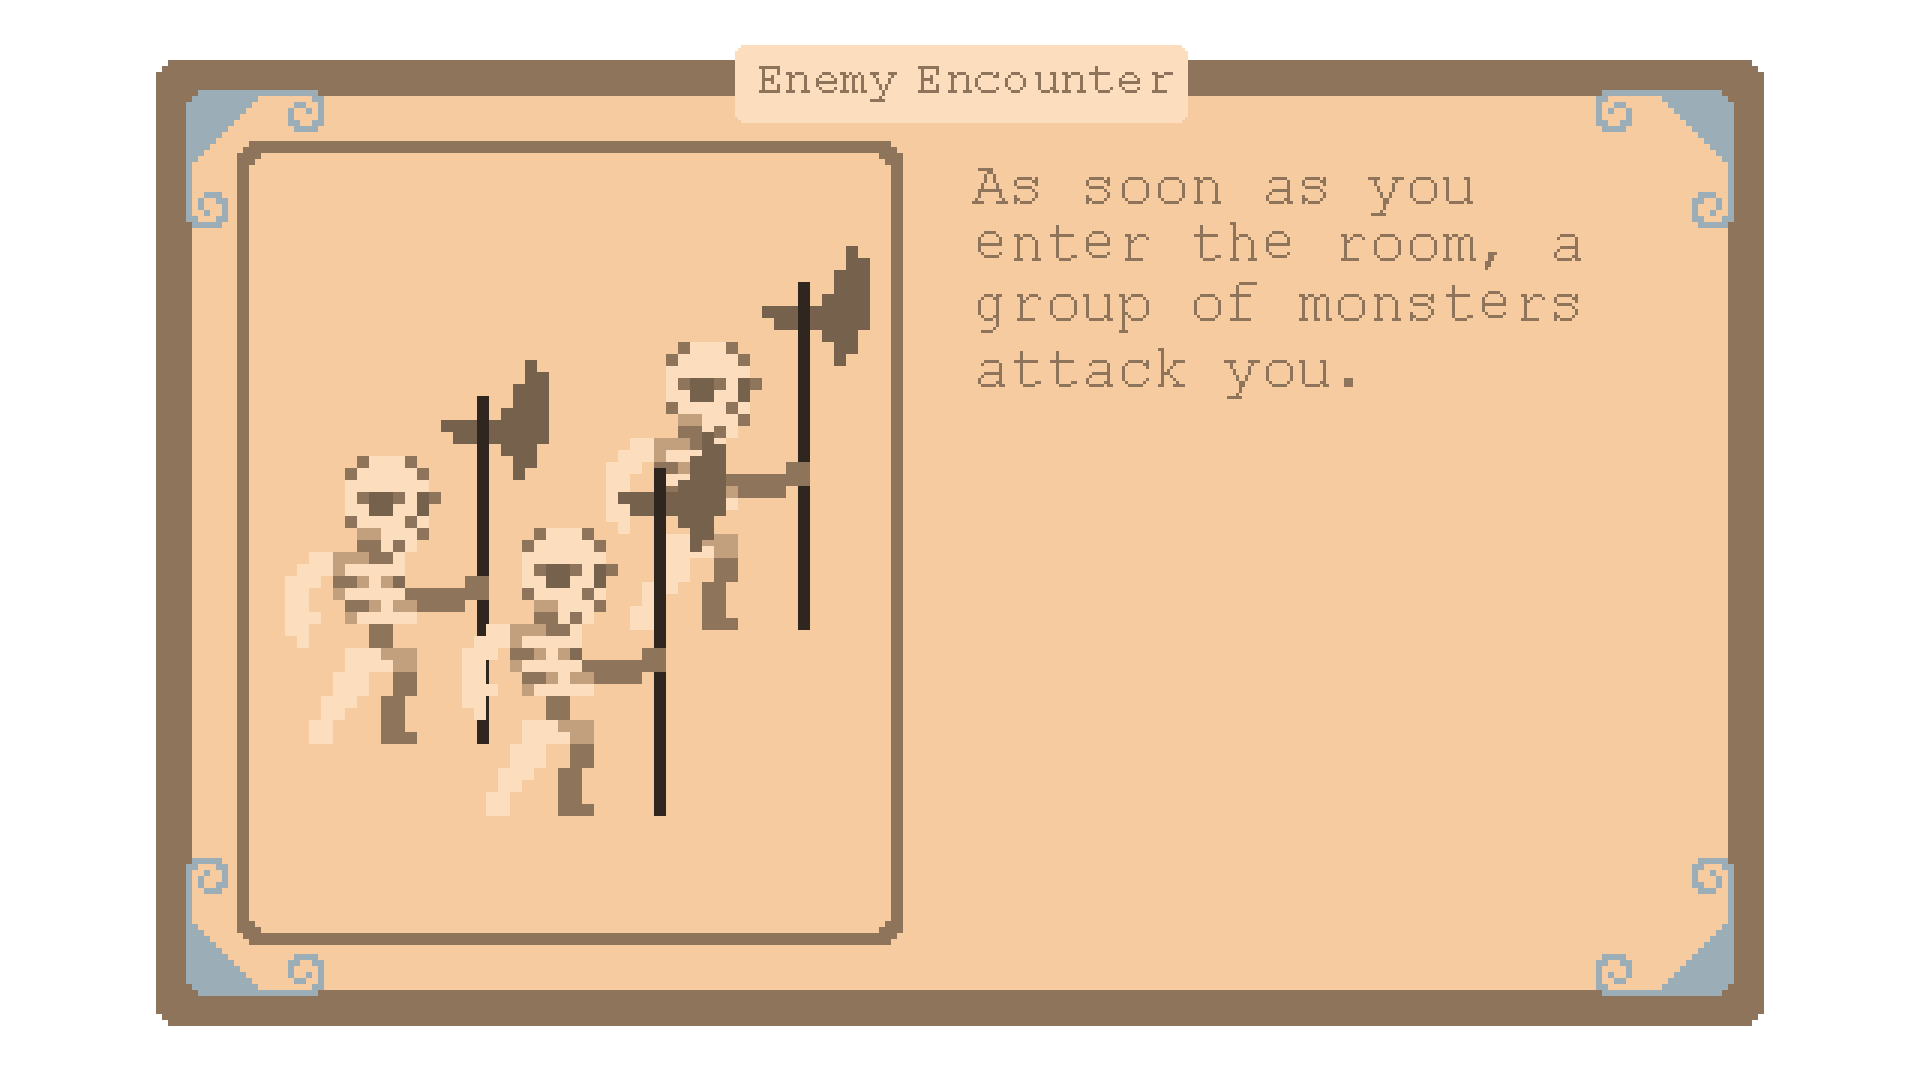 Enemy Encounter
As soon as you
enter the room, a
group of monsters
attack you.